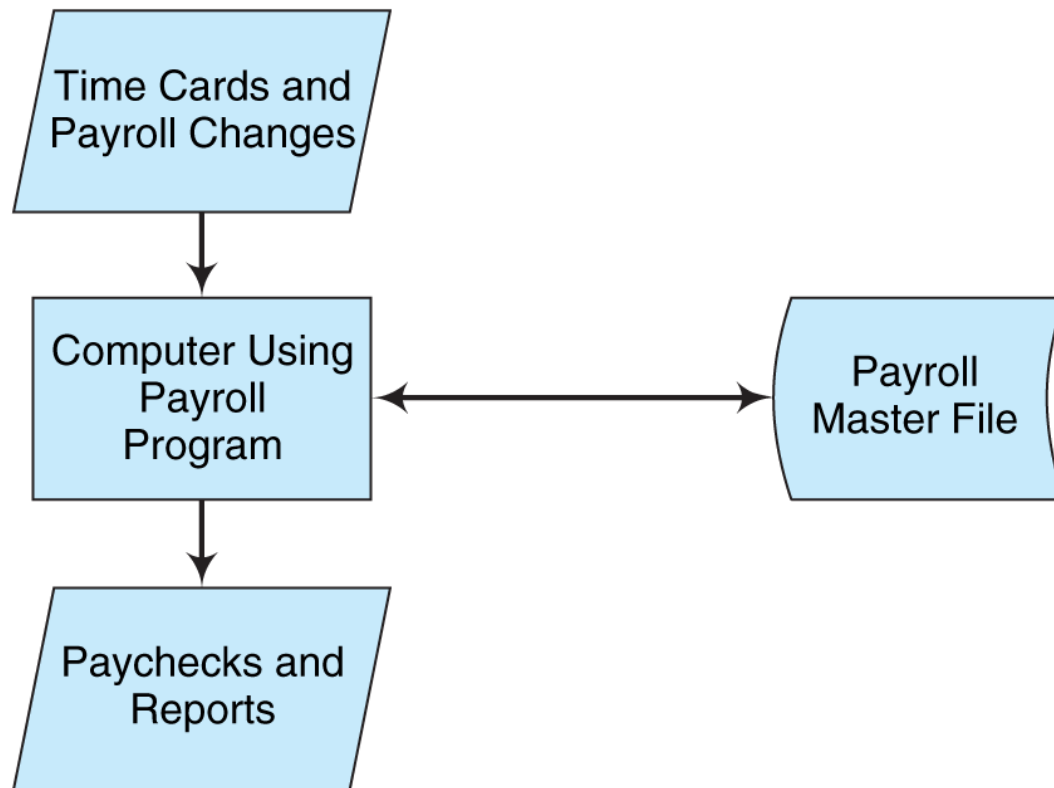 Time Cards and
Payroll Changes
Computer Using
Payroll
Program
Payroll
Master File
Paychecks and
Reports